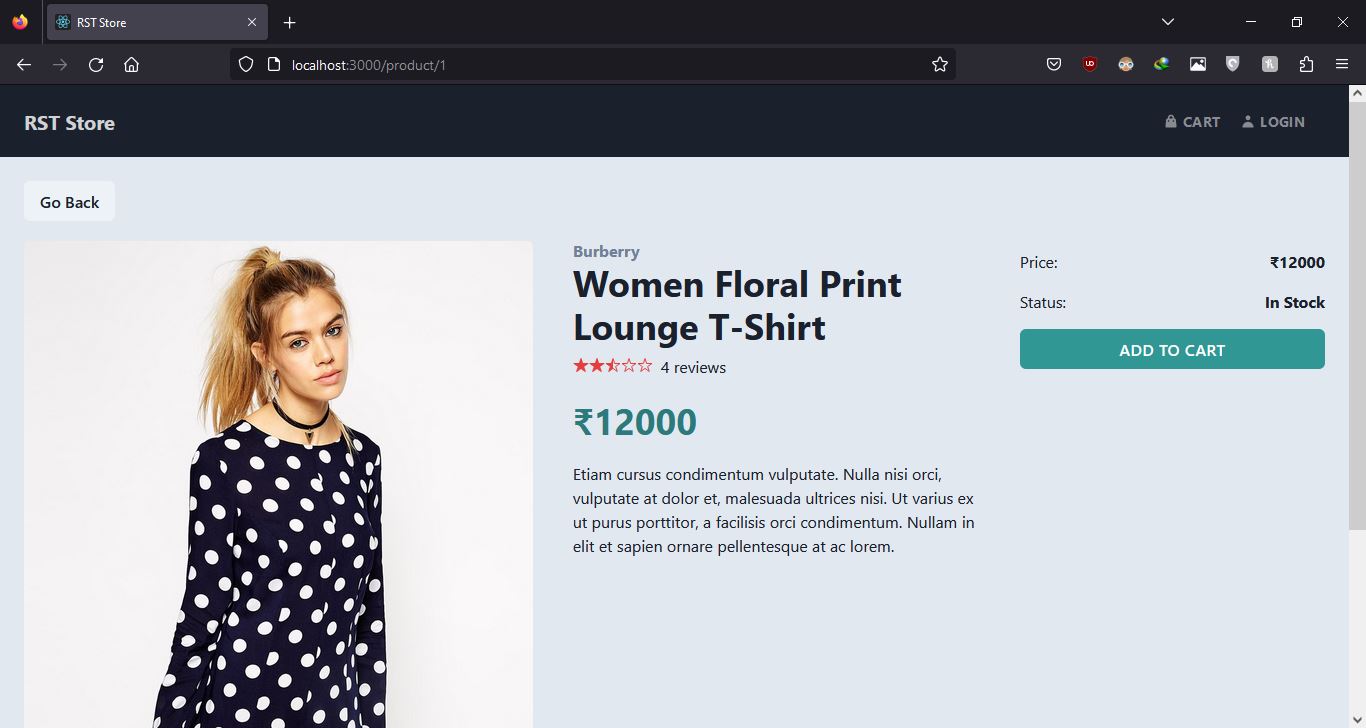 RST Store
localhost:3000/product/1
RST Store
CART
LOGIN
Go Back
Burberry
Women Floral Print
Lounge T-Shirt
4 reviews
₹12000
Etiam cursus condimentum vulputate. Nulla nisi orci,
vulputate at dolor et, malesuada ultrices nisi. Ut varius ex
ut purus porttitor, a facilisis orci condimentum. Nullam in
elit et sapien ornare pellentesque at ac lorem.
Price: ₹12000
Status: In Stock
ADD TO CART